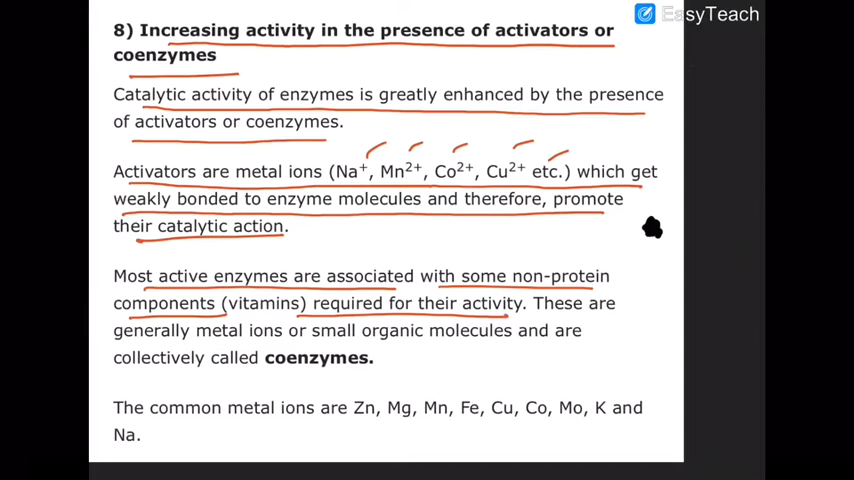 EasyTeach
8) Increasing activity in the presence of activators or
coenzymes
Catalytic activity of enzymes is greatly enhanced by the presence
of activators or coenzymes.
Activators are metal ions (Na⁺, Mn²⁺, Co²⁺, Cu²⁺ etc.) which get
weakly bonded to enzyme molecules and therefore, promote
their catalytic action.
Most active enzymes are associated with some non-protein
components (vitamins) required for their activity. These are
generally metal ions or small organic molecules and are
collectively called coenzymes.
The common metal ions are Zn, Mg, Mn, Fe, Cu, Co, Mo, K and
Na.